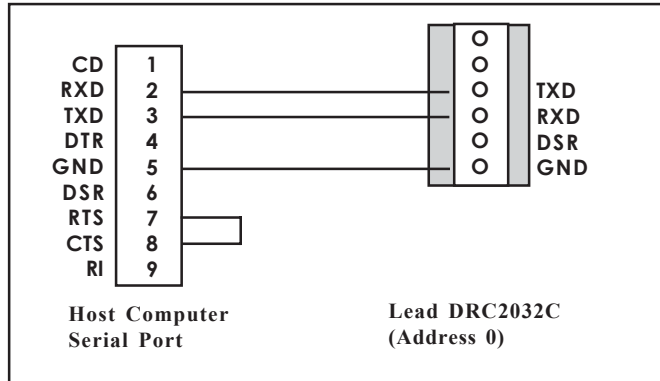 CD 1
RXD 2 TXD
TXD 3 RXD
DTR 4 DSR
GND 5 GND
DSR 6
RTS 7
CTS 8
RI 9
Host Computer
Serial Port
Lead DRC2032C
(Address 0)